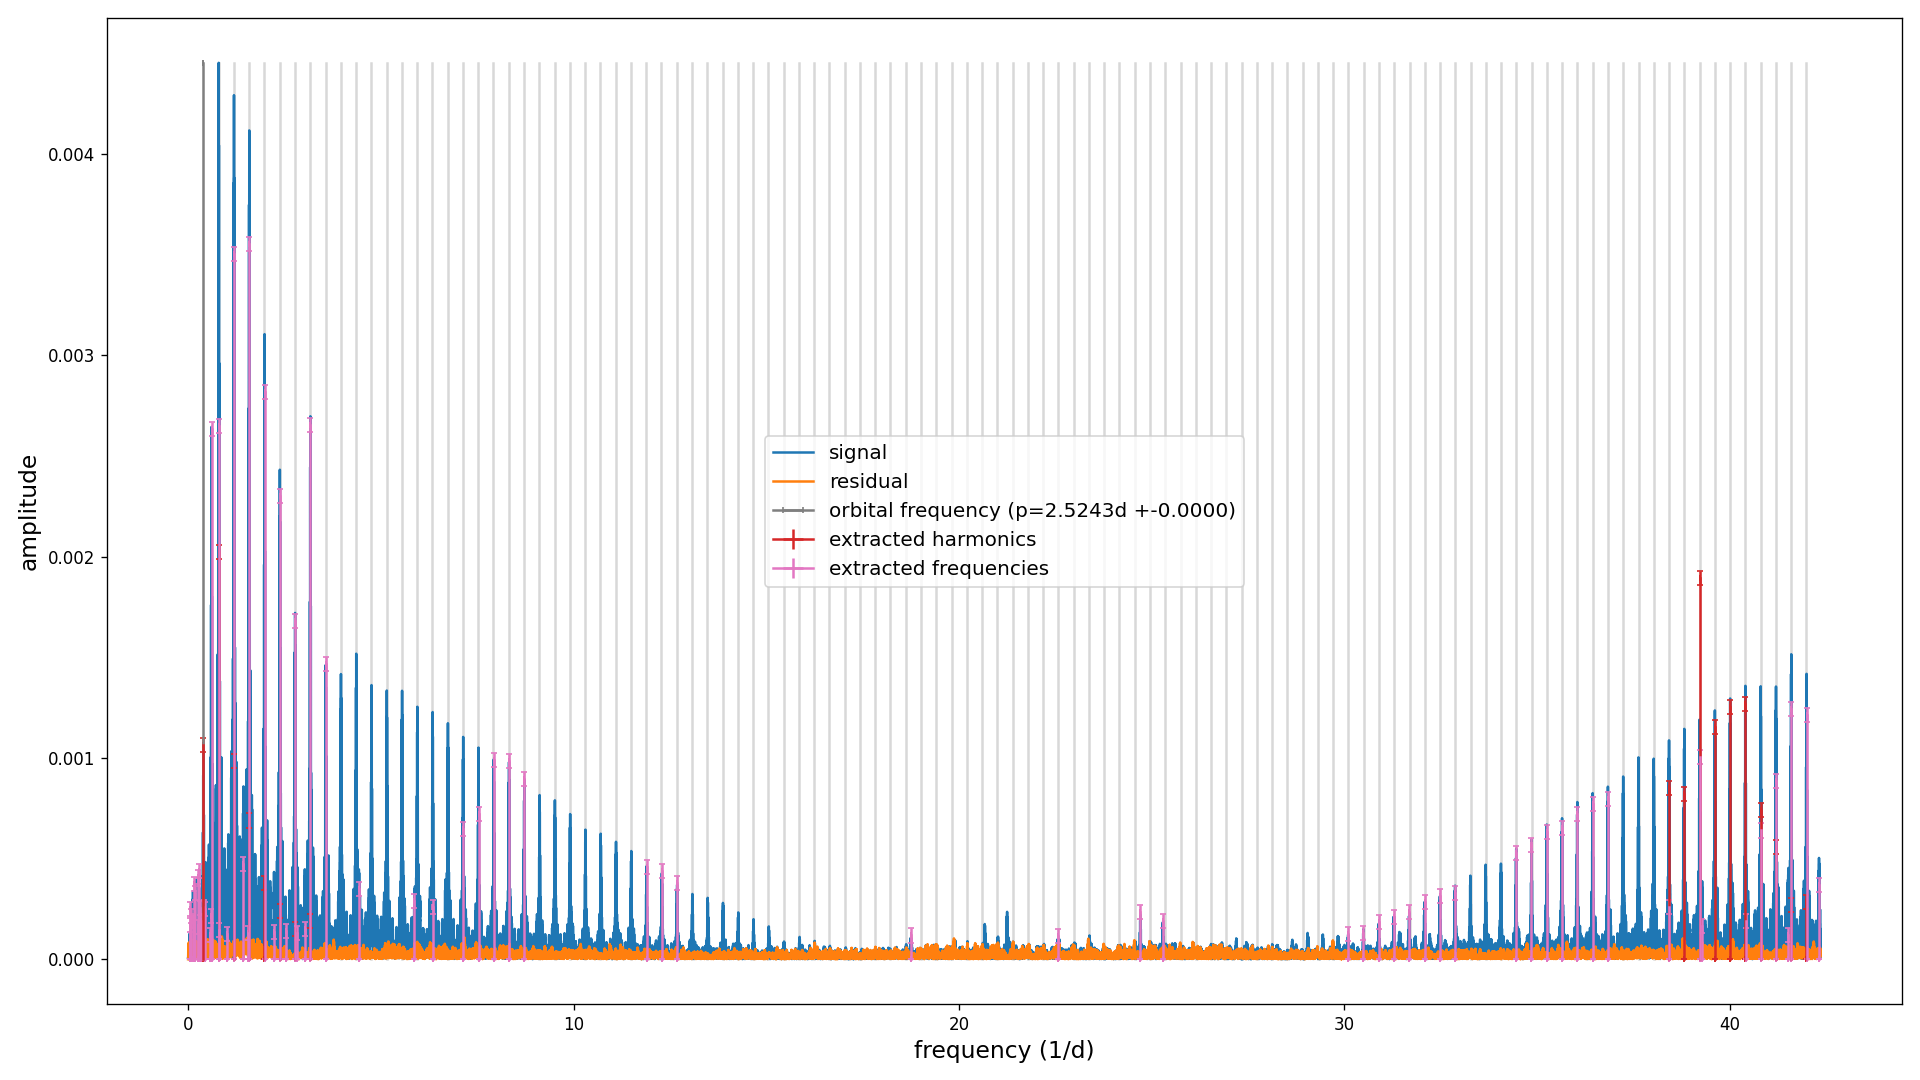 amplitude
0.004
0.003
0.002
0.001
0.000
signal
residual
orbital frequency (p=2.5243d +-0.0000)
extracted harmonics
extracted frequencies
0 10 20 30 40
frequency (1/d)